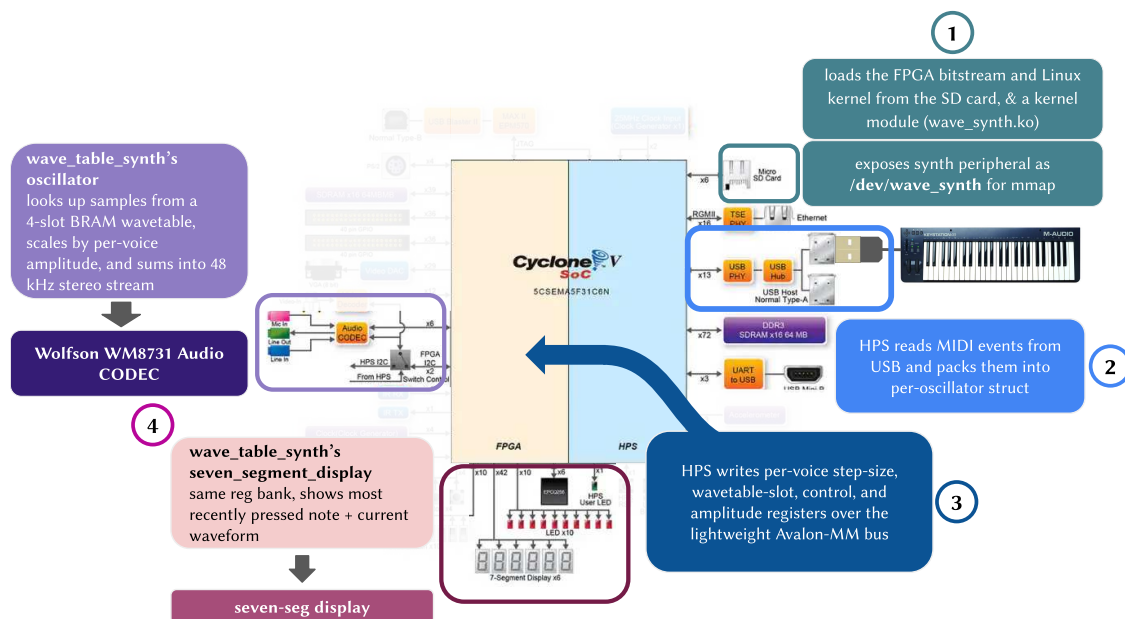 1
loads the FPGA bitstream and Linux
kernel from the SD card, & a kernel
module (wave_synth.ko)
exposes synth peripheral as
/dev/wave_synth for mmap
wave_table_synth's
oscillator
looks up samples from a
4-slot BRAM wavetable,
scales by per-voice
amplitude, and sums into 48
kHz stereo stream
Wolfson WM8731 Audio
CODEC
4
wave_table_synth's
seven_segment_display
same reg bank, shows most
recently pressed note + current
waveform
seven-seg display
Mic In
Line Out
Line In
Audio
CODEC
x6
HPS I2C
FPGA
I2C
x2
From HPS
Switch Control
Cyclone V
SoC
5CSEMA5F31C6N
FPGA
HPS
x6
Micro
SD Card
RGMII
x16
TSE
PHY
Ethernet
x13
USB
PHY
USB
Hub
USB Host
Normal Type-A
M-AUDIO
x72
DDR3
SDRAM x16 64 MB
x3
UART
to USB
HPS reads MIDI events from
USB and packs them into
per-oscillator struct
2
HPS writes per-voice step-size,
wavetable-slot, control, and
amplitude registers over the
lightweight Avalon-MM bus
3
x10
x42
x10
x6
x1
HPS
User LED
LED x10
7-Segment Display x6